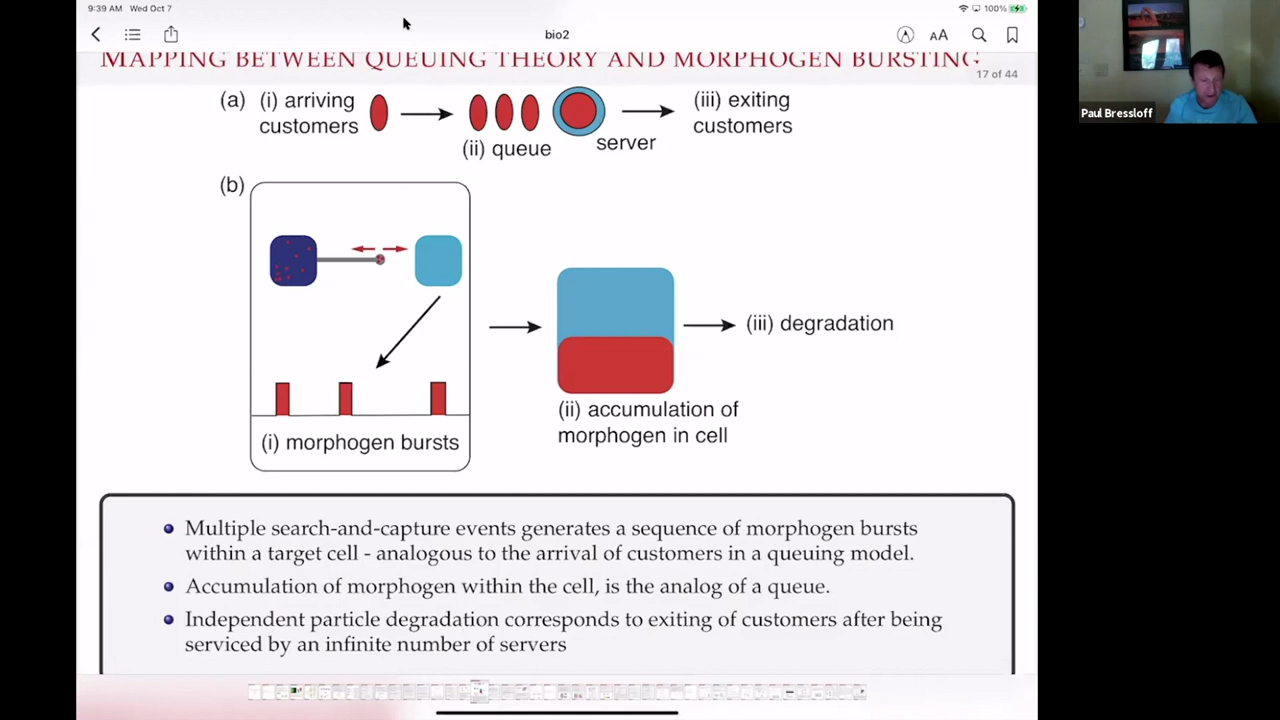 9:39 AM Wed Oct 7
100%
bio2
AA
MAPPING BETWEEN QUEUING THEORY AND MORPHOGEN BURSTING
17 of 44
(a) (i) arriving customers
(ii) queue
server
(iii) exiting customers
(b)
(i) morphogen bursts
(ii) accumulation of
morphogen in cell
(iii) degradation
Multiple search-and-capture events generates a sequence of morphogen bursts
within a target cell - analogous to the arrival of customers in a queuing model.
Accumulation of morphogen within the cell, is the analog of a queue.
Independent particle degradation corresponds to exiting of customers after being
serviced by an infinite number of servers
Paul Bressloff